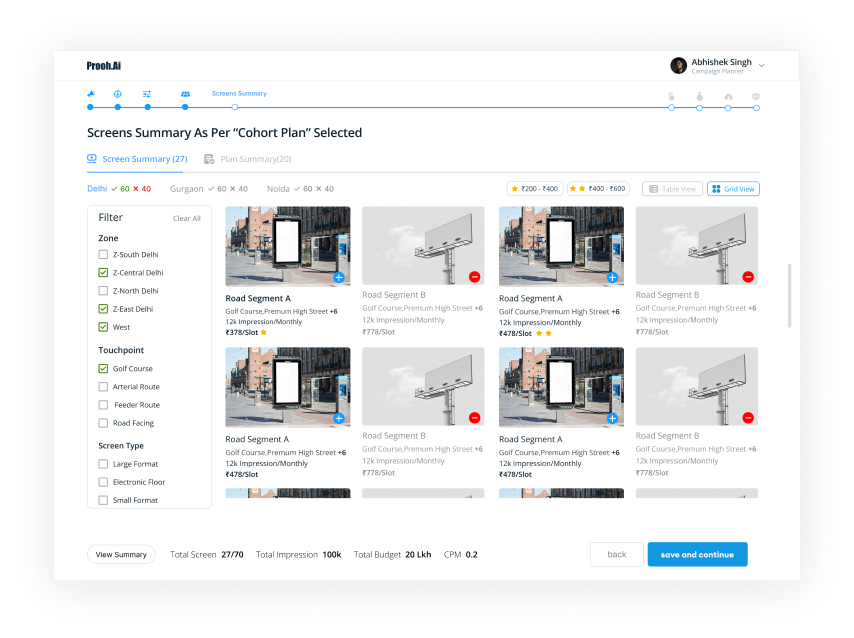 Prooh.Ai
Abhishek Singh
Campaign Planner
Screens Summary
Screens Summary As Per “Cohort Plan” Selected
Screen Summary (27)
Plan Summary(20)
Delhi ✓ 60 ✕ 40
Gurgaon ✓ 60 ✕ 40
Noida ✓ 60 ✕ 40
₹200 - ₹400
₹400 - ₹600
Table View
Grid View
Filter
Clear All
Zone
Z-South Delhi
Z-Central Delhi
Z-North Delhi
Z-East Delhi
West
Touchpoint
Golf Course
Arterial Route
Feeder Route
Road Facing
Screen Type
Large Format
Electronic Floor
Small Format
Road Segment A
Golf Course,Premum High Street +6
12k Impression/Monthly
₹378/Slot
Road Segment B
Golf Course,Premum High Street +6
12k Impression/Monthly
₹778/Slot
Road Segment A
Golf Course,Premum High Street +6
12k Impression/Monthly
₹478/Slot
Road Segment B
Golf Course,Premum High Street +6
12k Impression/Monthly
₹778/Slot
Road Segment A
Golf Course,Premum High Street +6
12k Impression/Monthly
₹478/Slot
Road Segment B
Golf Course,Premum High Street +6
12k Impression/Monthly
₹778/Slot
Road Segment A
Golf Course,Premum High Street +6
12k Impression/Monthly
₹478/Slot
Road Segment B
Golf Course,Premum High Street +6
12k Impression/Monthly
₹778/Slot
View Summary
Total Screen 27/70
Total Impression 100k
Total Budget 20 Lkh
CPM 0.2
back
save and continue